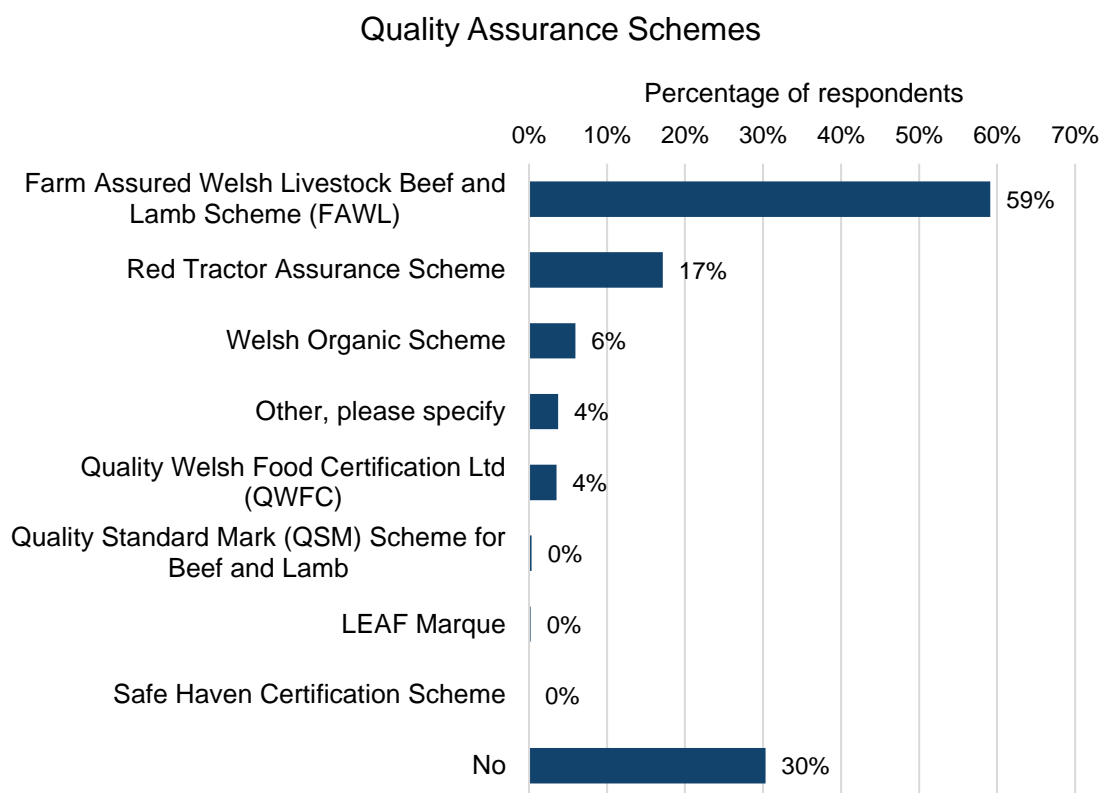 Quality Assurance Schemes
Percentage of respondents
0% 10% 20% 30% 40% 50% 60% 70%
Farm Assured Welsh Livestock Beef and
Lamb Scheme (FAWL)
59%
Red Tractor Assurance Scheme
17%
Welsh Organic Scheme
6%
Other, please specify
4%
Quality Welsh Food Certification Ltd
(QWFC)
4%
Quality Standard Mark (QSM) Scheme for
Beef and Lamb
0%
LEAF Marque
0%
Safe Haven Certification Scheme
0%
No
30%